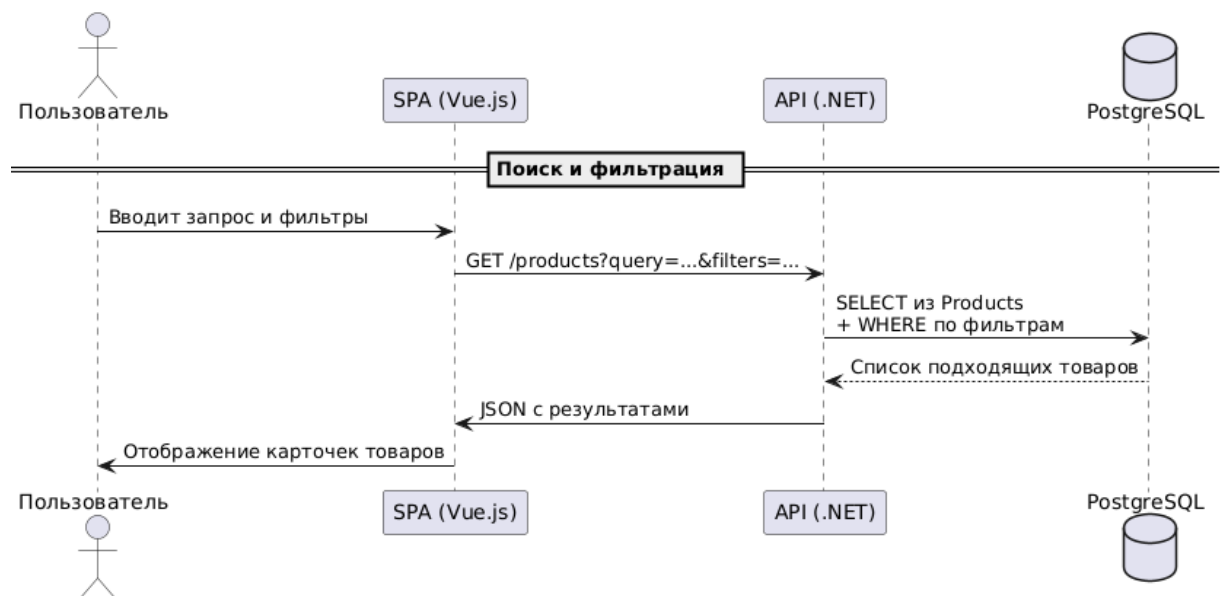 Пользователь
SPA (Vue.js)
API (.NET)
PostgreSQL
Поиск и фильтрация
Вводит запрос и фильтры
GET /products?query=...&filters=...
SELECT из Products
+ WHERE по фильтрам
Список подходящих товаров
JSON с результатами
Отображение карточек товаров
Пользователь
SPA (Vue.js)
API (.NET)
PostgreSQL